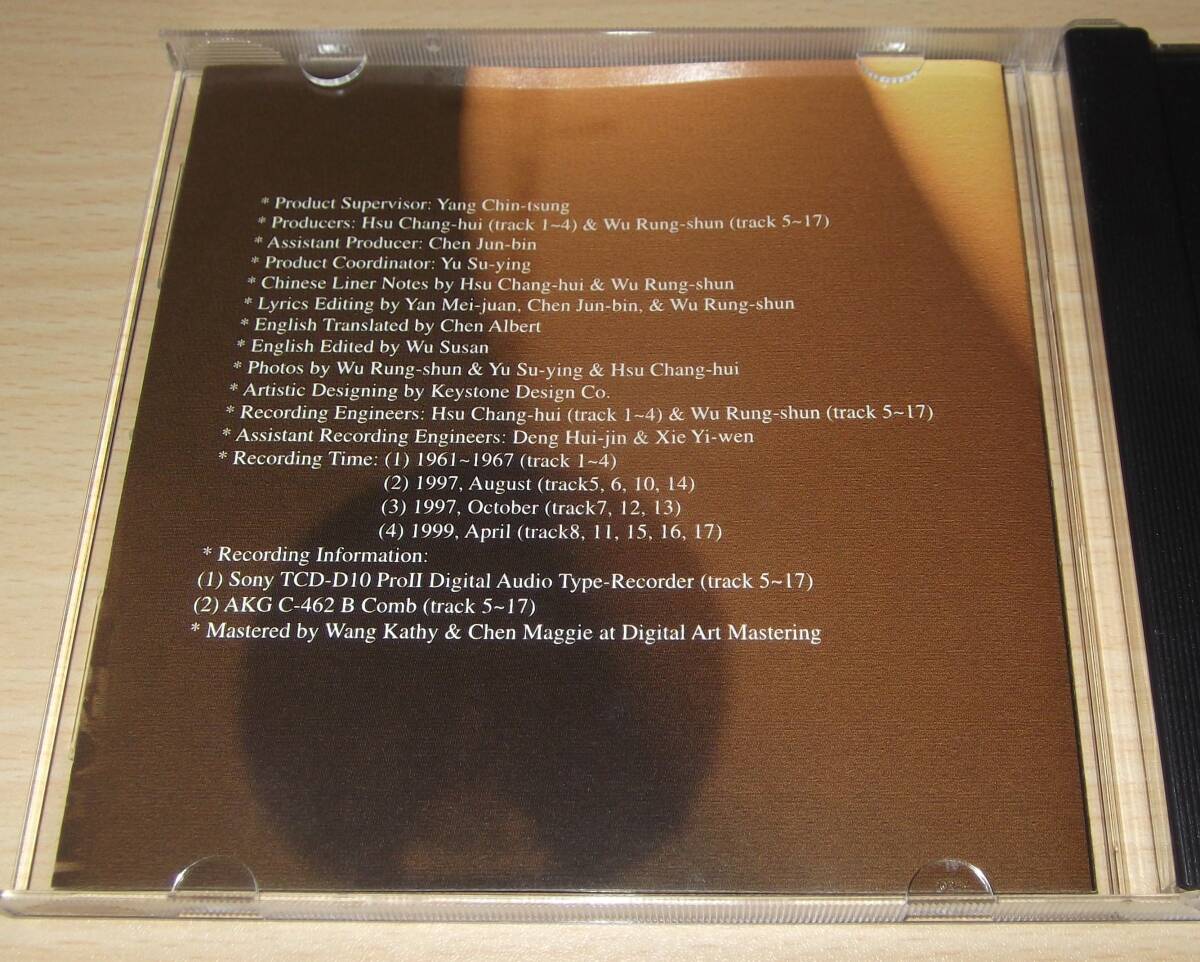 * Product Supervisor: Yang Chin-tsung
* Producers: Hsu Chang-hui (track 1~4) & Wu Rung-shun (track 5~17)
* Assistant Producer: Chen Jun-bin
* Product Coordinator: Yu Su-ying
* Chinese Liner Notes by Hsu Chang-hui & Wu Rung-shun
* Lyrics Editing by Yan Mei-juan, Chen Jun-bin, & Wu Rung-shun
* English Translated by Chen Albert
* English Edited by Wu Susan
* Photos by Wu Rung-shun & Yu Su-ying & Hsu Chang-hui
* Artistic Designing by Keystone Design Co.
* Recording Engineers: Hsu Chang-hui (track 1~4) & Wu Rung-shun (track 5~17)
* Assistant Recording Engineers: Deng Hui-jin & Xie Yi-wen
* Recording Time: (1) 1961~1967 (track 1~4)
(2) 1997, August (track5, 6, 10, 14)
(3) 1997, October (track7, 12, 13)
(4) 1999, April (track8, 11, 15, 16, 17)
* Recording Information:
(1) Sony TCD-D10 ProII Digital Audio Type-Recorder (track 5~17)
(2) AKG C-462 B Comb (track 5~17)
* Mastered by Wang Kathy & Chen Maggie at Digital Art Mastering